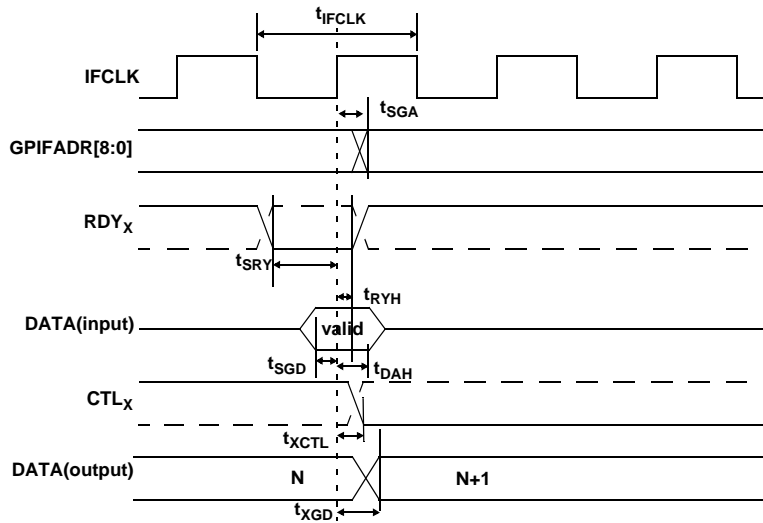 tIFCLK
IFCLK
tSGA
GPIFADR[8:0]
RDYX
tSRY
tRYH
DATA(input)
valid
tSGD
tDAH
CTLX
tXCTL
DATA(output)
N
N+1
tXGD